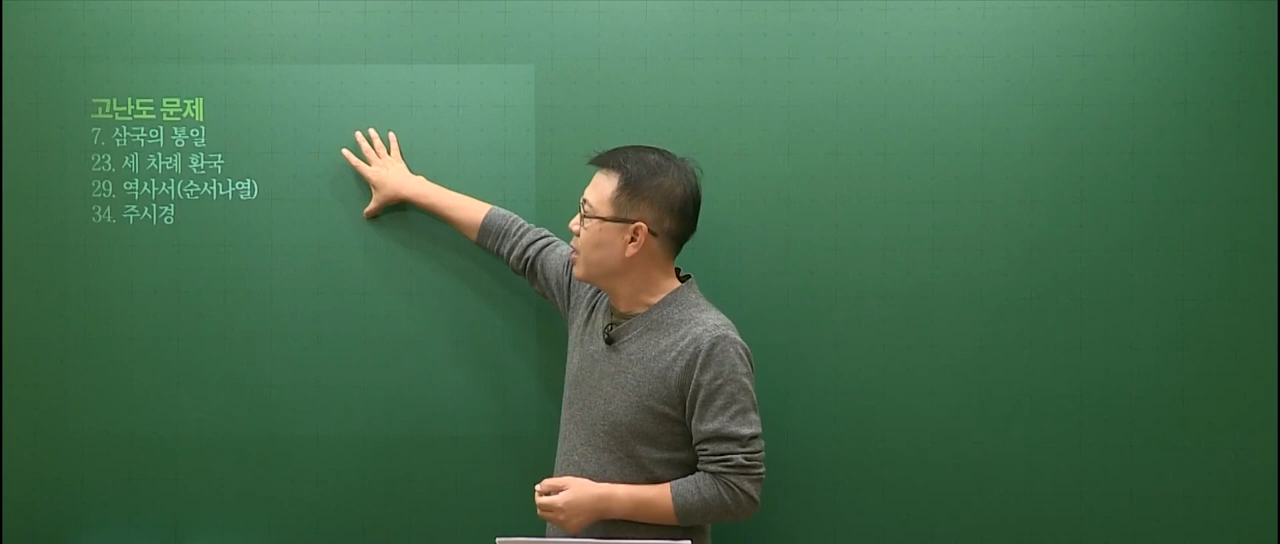 고난도 문제
7. 삼국의 통일
23. 세 차례 환국
29. 역사서(순서나열)
34. 주시경